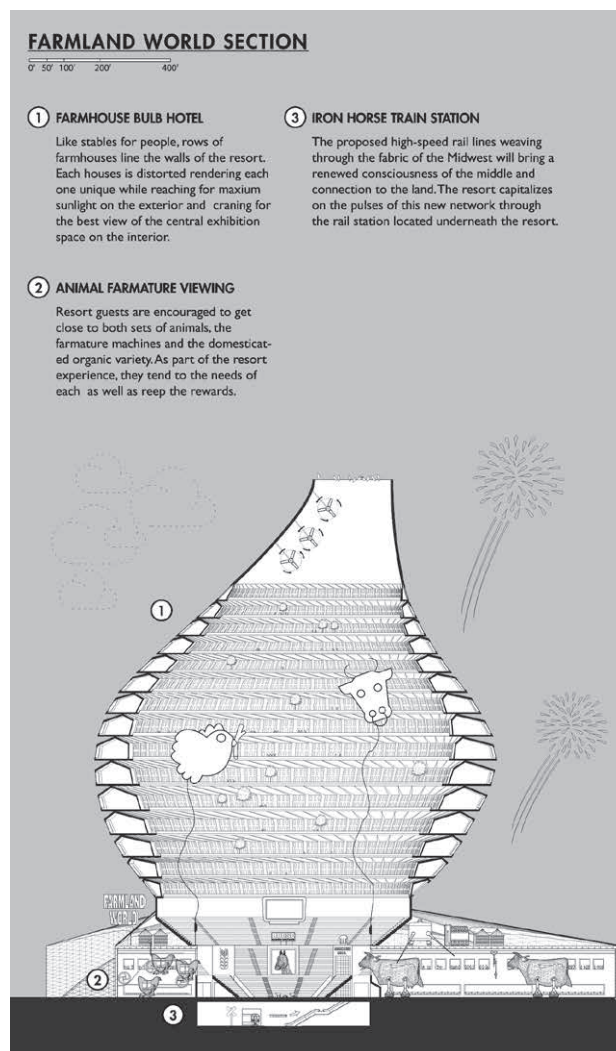 FARMLAND WORLD SECTION
0' 50' 100' 200' 400'
1 FARMHOUSE BULB HOTEL
Like stables for people, rows of
farmhouses line the walls of the resort.
Each houses is distorted rendering each
one unique while reaching for maxium
sunlight on the exterior and craning for
the best view of the central exhibition
space on the interior.
2 ANIMAL FARMATURE VIEWING
Resort guests are encouraged to get
close to both sets of animals, the
farmature machines and the domesticat-
ed organic variety. As part of the resort
experience, they tend to the needs of
each as well as reep the rewards.
3 IRON HORSE TRAIN STATION
The proposed high-speed rail lines weaving
through the fabric of the Midwest will bring a
renewed consciousness of the middle and
connection to the land. The resort capitalizes
on the pulses of this new network through
the rail station located underneath the resort.
1
FARMLAND
WORLD!
2
3